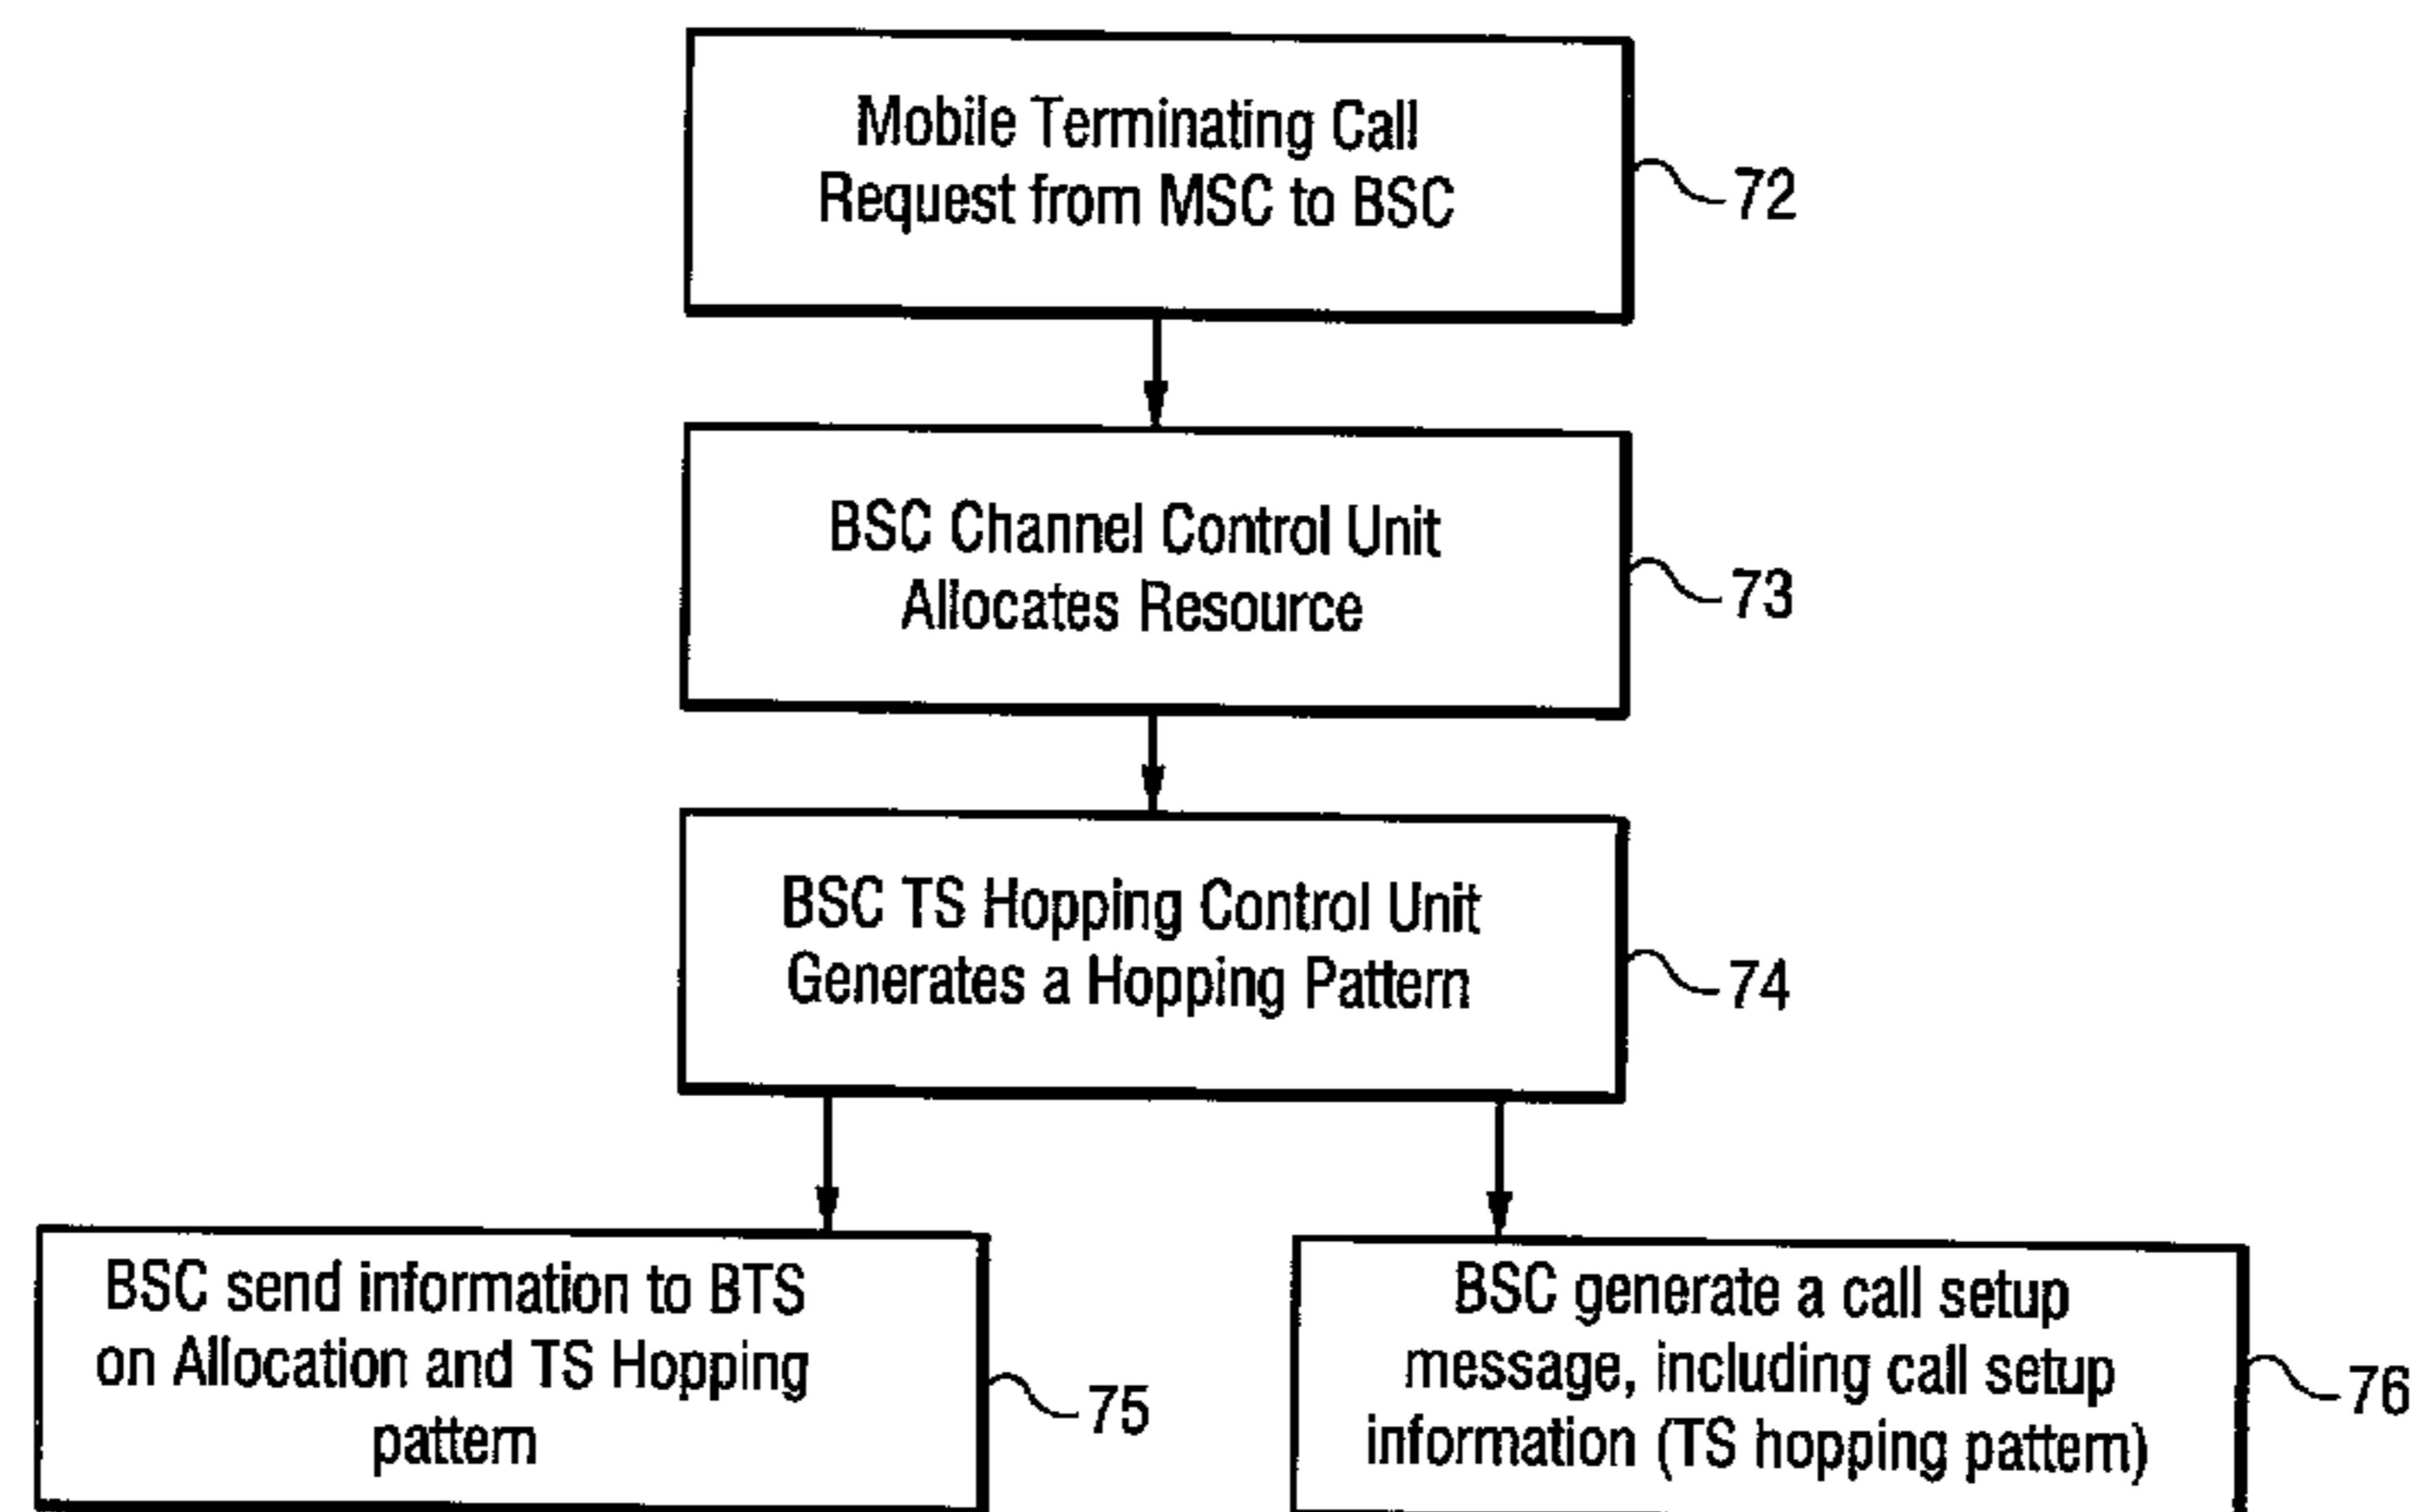 Mobile Terminating Call
Request from MSC to BSC
72
BSC Channel Control Unit
Allocates Resource
73
BSC TS Hopping Control Unit
Generates a Hopping Pattern
74
BSC send information to BTS
on Allocation and TS Hopping
pattern
75
BSC generate a call setup
message, including call setup
information (TS hopping pattern)
76